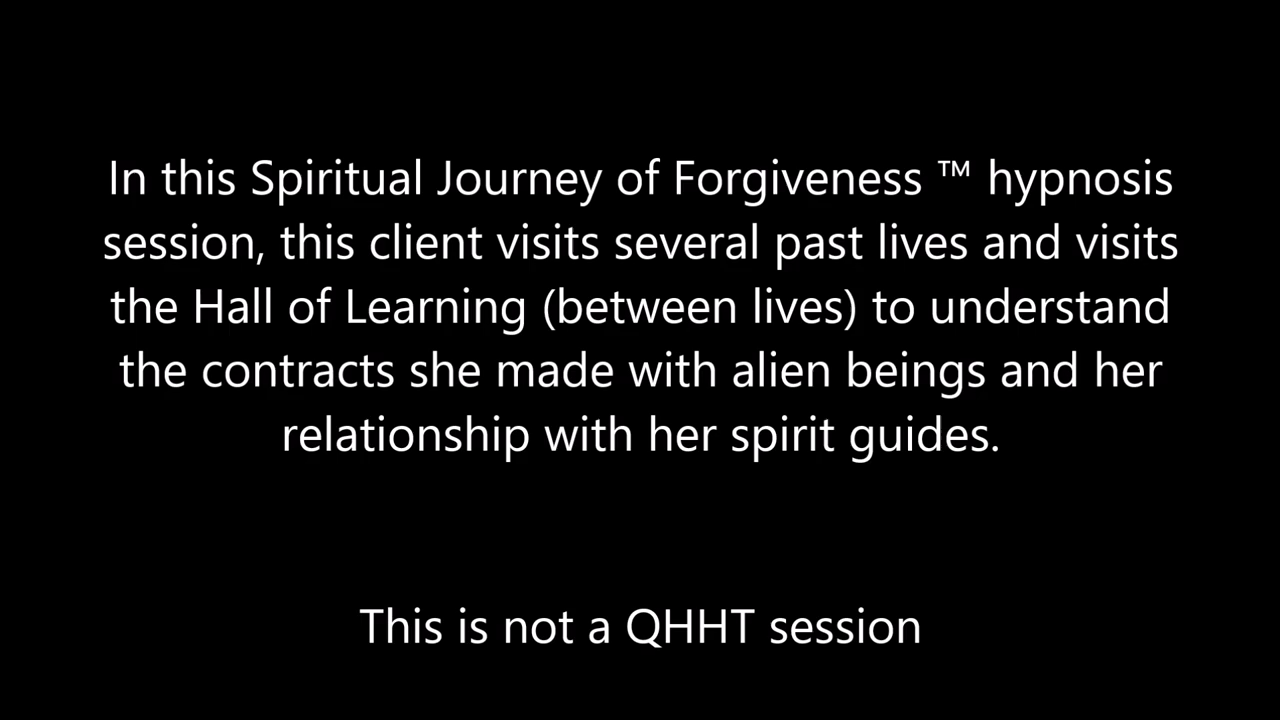 In this Spiritual Journey of Forgiveness ™ hypnosis
session, this client visits several past lives and visits
the Hall of Learning (between lives) to understand
the contracts she made with alien beings and her
relationship with her spirit guides.
This is not a QHHT session